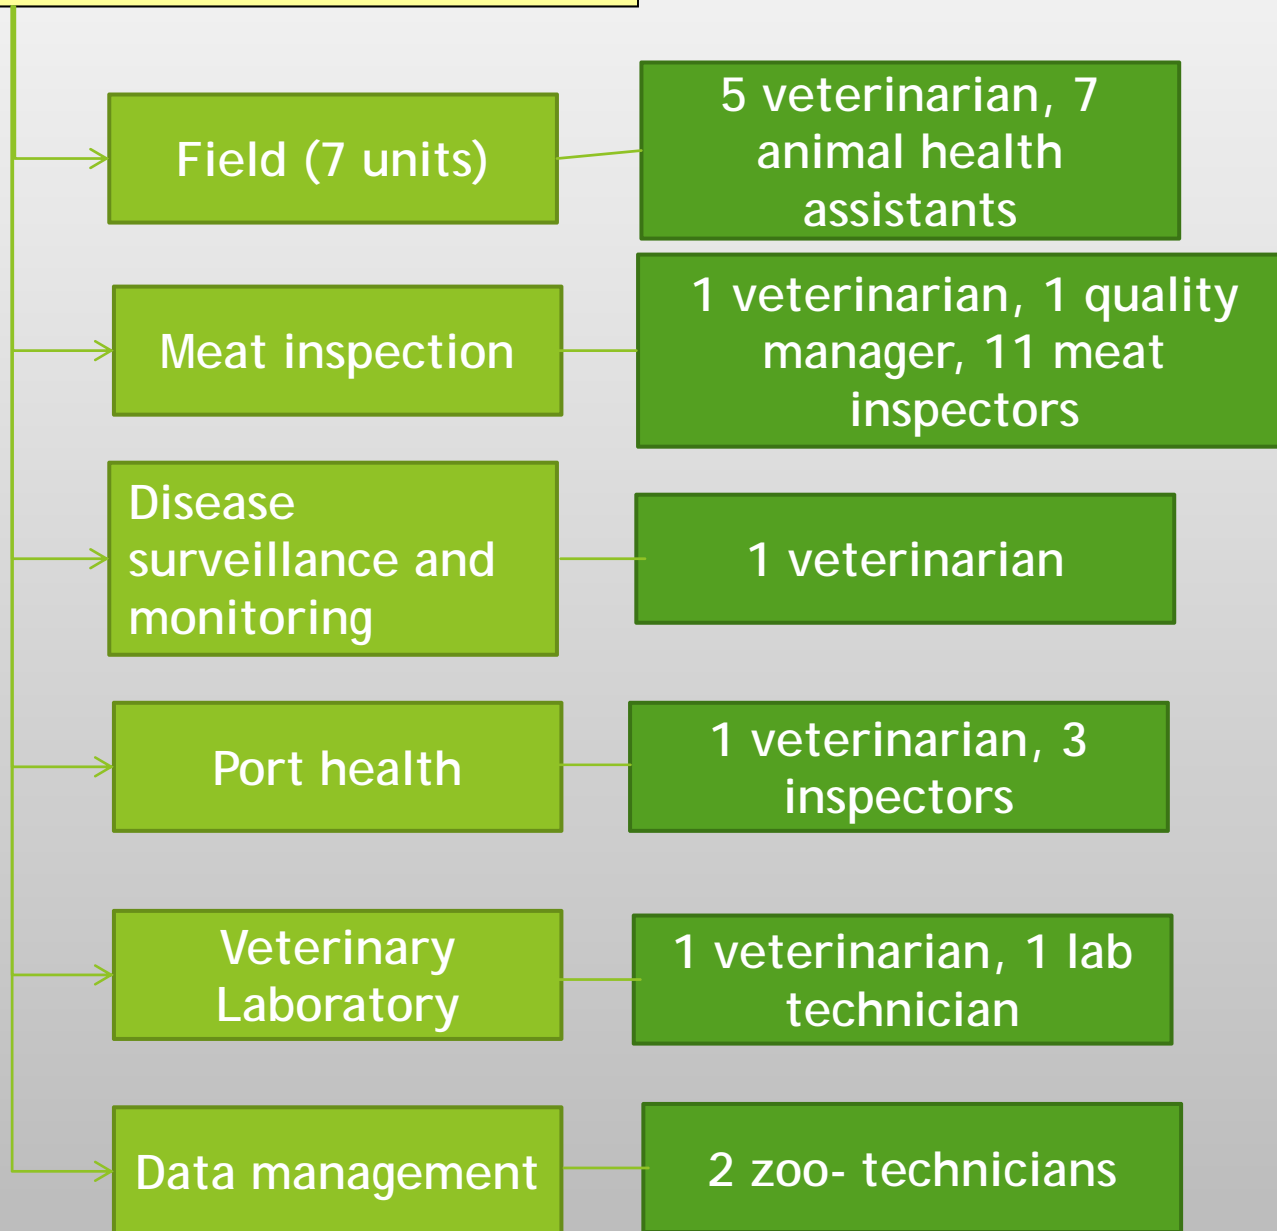 Field (7 units)
5 veterinarian, 7
animal health
assistants
Meat inspection
1 veterinarian, 1 quality
manager, 11 meat
inspectors
Disease
surveillance and
monitoring
1 veterinarian
Port health
1 veterinarian, 3
inspectors
Veterinary
Laboratory
1 veterinarian, 1 lab
technician
Data management
2 zoo- technicians